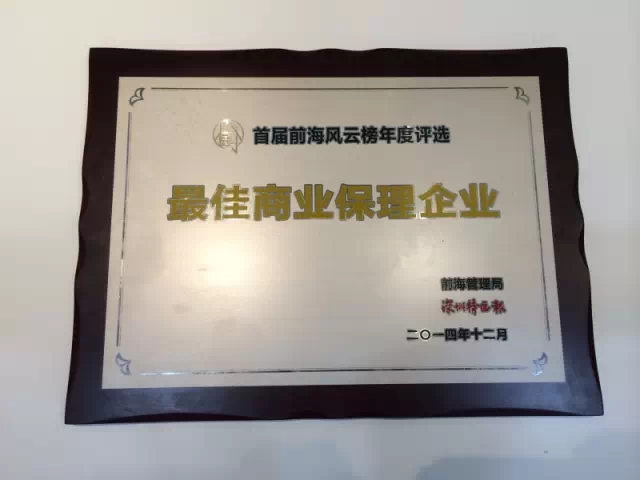 首届前海风云榜年度评选
最佳商业保理企业
前海管理局
深圳特区报
二〇一四年十二月